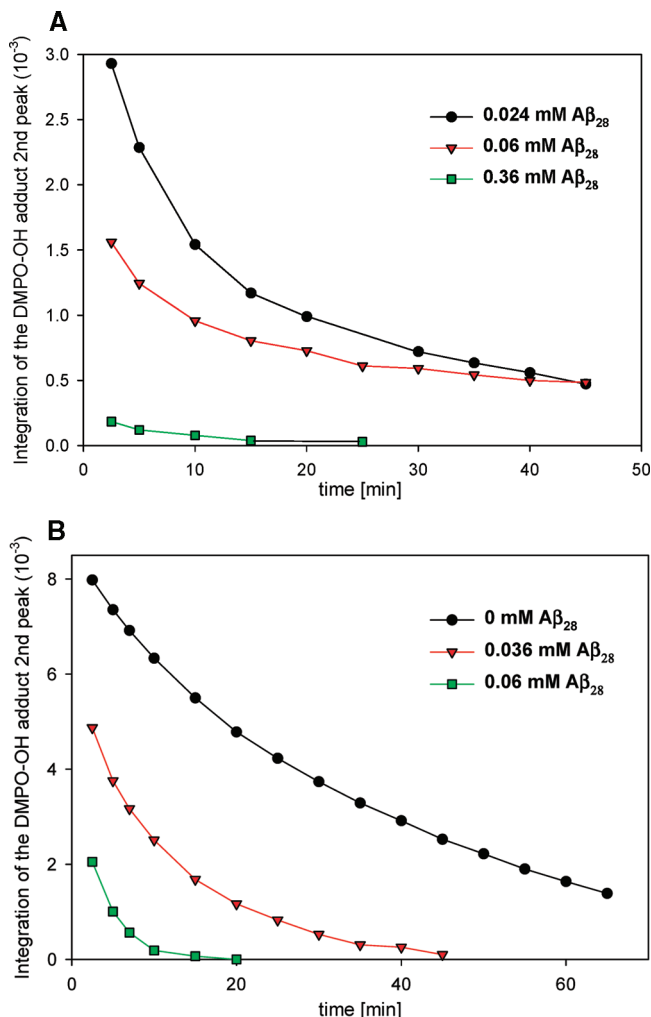 A
Integration of the DMPO-OH adduct 2nd peak (10⁻³)
3.0
2.5
2.0
1.5
1.0
0.5
0.0
0.024 mM Aβ₂₈
0.06 mM Aβ₂₈
0.36 mM Aβ₂₈
0 10 20 30 40 50
time [min]
B
Integration of the DMPO-OH adduct 2nd peak (10⁻³)
8
6
4
2
0
0 mM Aβ₂₈
0.036 mM Aβ₂₈
0.06 mM Aβ₂₈
0 20 40 60
time [min]